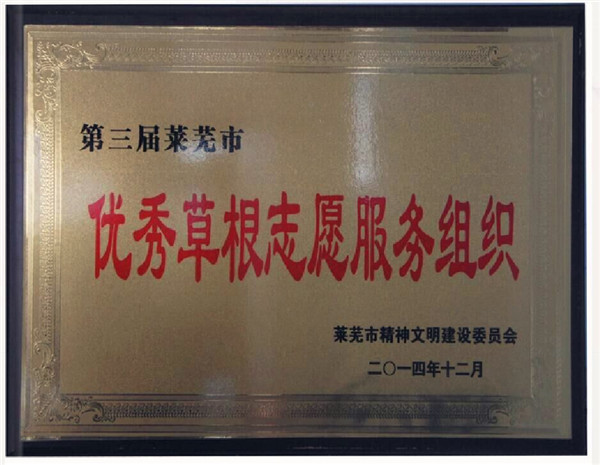 第三届莱芜市
优秀草根志愿服务组织
莱芜市精神文明建设委员会
二〇一四年十二月